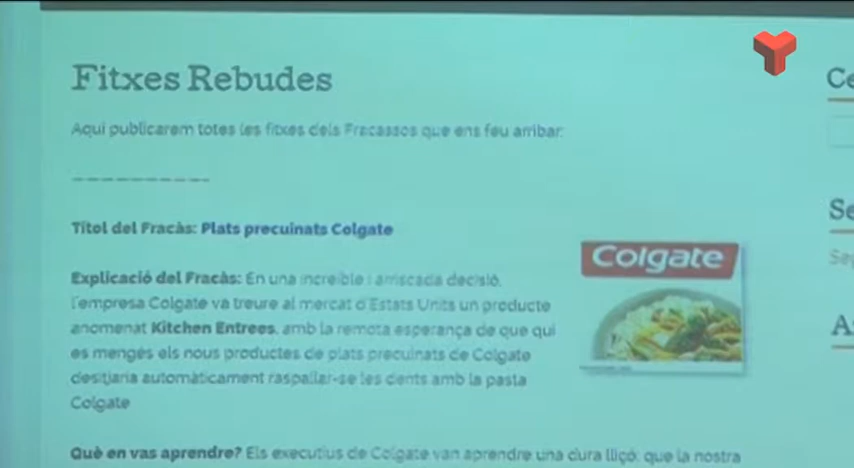 Fitxes Rebudes
Aquí publicarem totes les fitxes dels Fracassos que ens feu arribar:
__________
Títol del Fracàs: Plats precuinats Colgate
Explicació del Fracàs: En una increïble i arriscada decisió,
l'empresa Colgate va treure al mercat d'Estats Units un producte
anomenat Kitchen Entrees, amb la remota esperança de que qui
es mengés els nous productes de plats precuinats de Colgate
desitjaria automàticament raspallar-se les dents amb la pasta
Colgate
Colgate
Què en vas aprendre? Els executius de Colgate van aprendre una dura lliçó: que la nostra
Ce
Se
Se
A